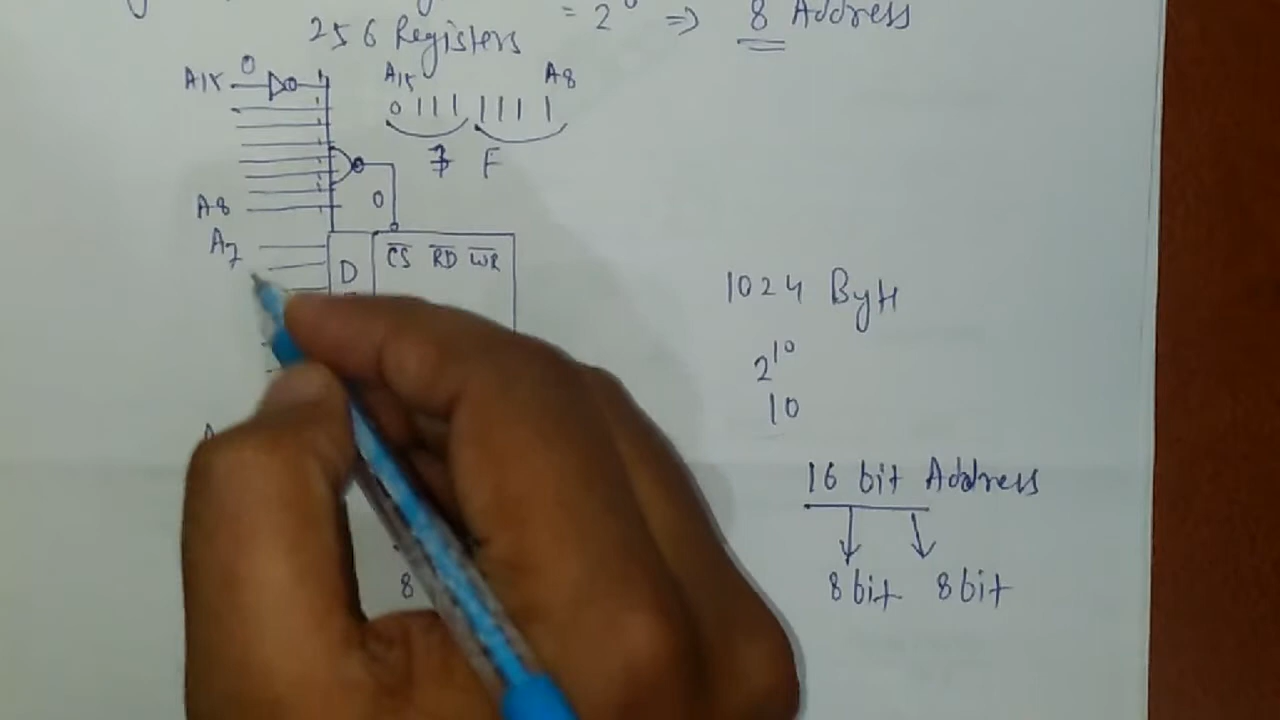 = 2 ⇒ 8 Address
256 Registers
A15 0
A15 A8
0 1 1 1 1 1 1 1
7 F
A8
0
A7
D CS RD WR
1024 Byte
2^10
10
16 bit Address
8 bit 8 bit
8